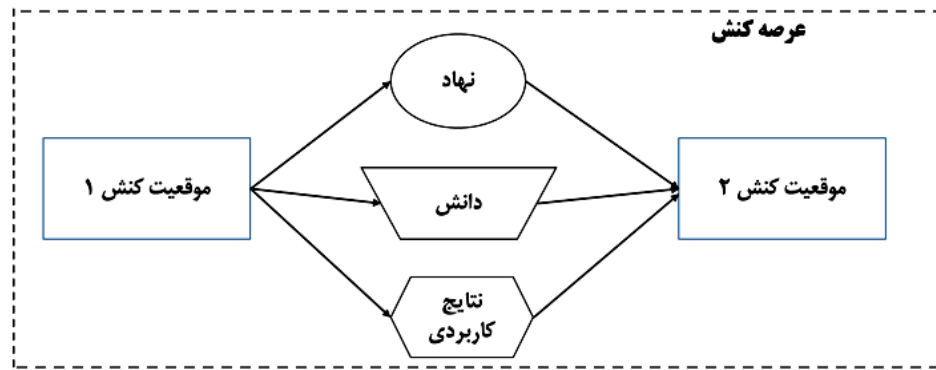 عرصه کنش
نهاد
موقعیت کنش ۱
دانش
موقعیت کنش ۲
نتایج
کاربردی